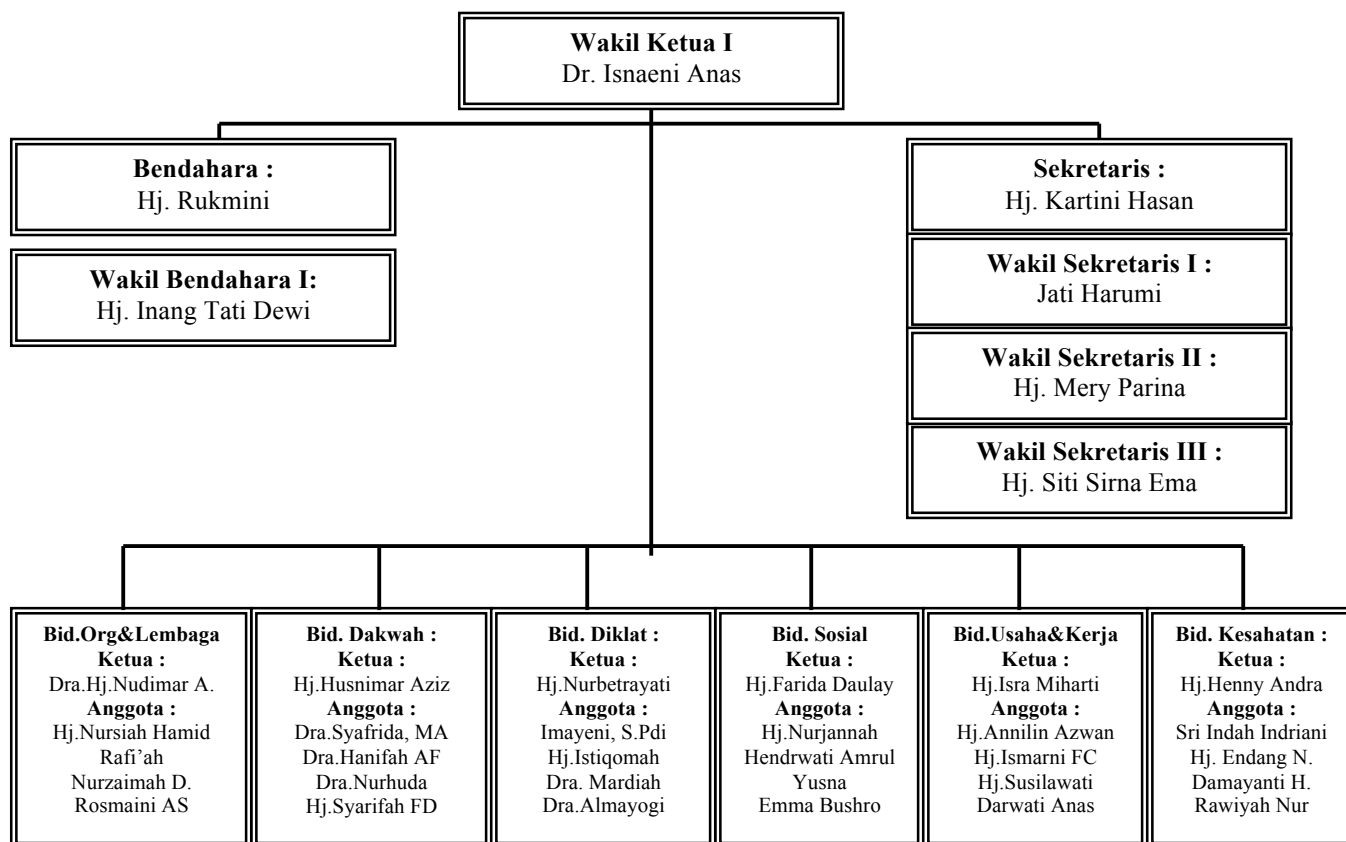 Wakil Ketua I
Dr. Isnaeni Anas
Bendahara :
Hj. Rukmini
Wakil Bendahara I:
Hj. Inang Tati Dewi
Sekretaris :
Hj. Kartini Hasan
Wakil Sekretaris I :
Jati Harumi
Wakil Sekretaris II :
Hj. Mery Parina
Wakil Sekretaris III :
Hj. Siti Sirna Ema
Bid.Org&Lembaga
Ketua :
Dra.Hj.Nudimar A.
Anggota :
Hj.Nursiah Hamid
Rafi’ah
Nurzaimah D.
Rosmaini AS
Bid. Dakwah :
Ketua :
Hj.Husnimar Aziz
Anggota :
Dra.Syafrida, MA
Dra.Hanifah AF
Dra.Nurhuda
Hj.Syarifah FD
Bid. Diklat :
Ketua :
Hj.Nurbetrayati
Anggota :
Imayeni, S.Pdi
Hj.Istiqomah
Dra. Mardiah
Dra.Almayogi
Bid. Sosial
Ketua :
Hj.Farida Daulay
Anggota :
Hj.Nurjannah
Hendrwati Amrul
Yusna
Emma Bushro
Bid.Usaha&Kerja
Ketua :
Hj.Isra Miharti
Anggota :
Hj.Annilin Azwan
Hj.Ismarni FC
Hj.Susilawati
Darwati Anas
Bid. Kesahatan :
Ketua :
Hj.Henny Andra
Anggota :
Sri Indah Indriani
Hj. Endang N.
Damayanti H.
Rawiyah Nur